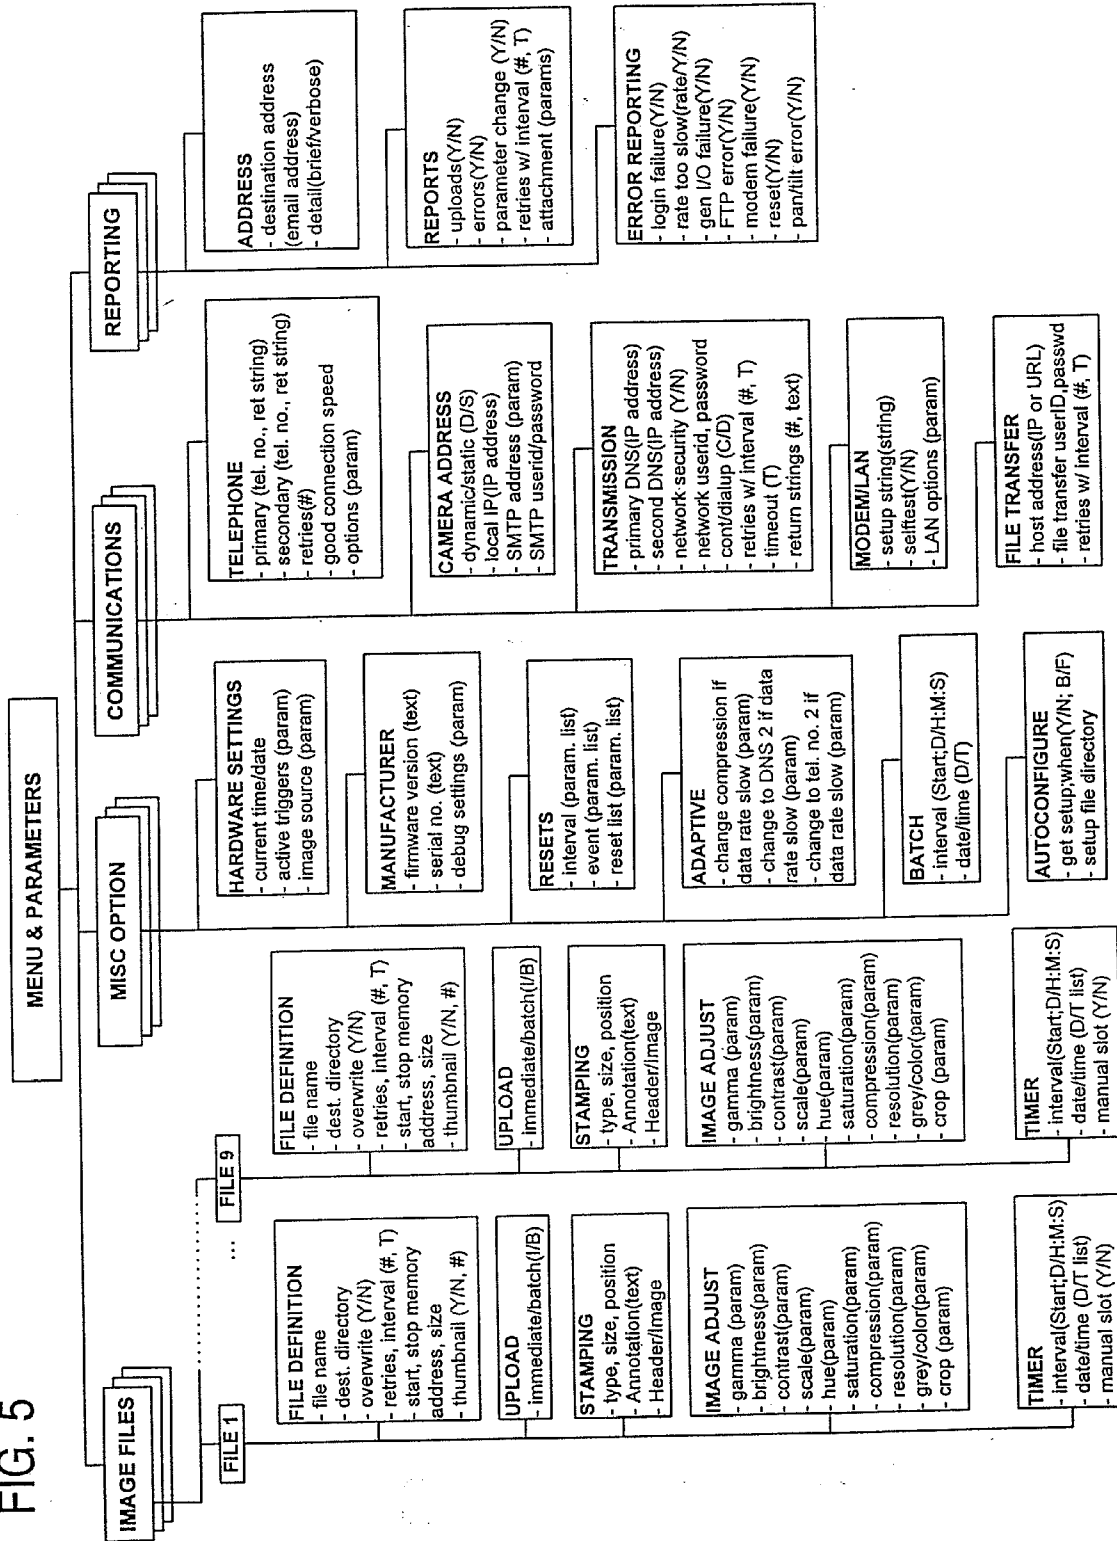 FIG. 5
MENU & PARAMETERS
IMAGE FILES
FILE 1
...
FILE 9
FILE DEFINITION
- file name
- dest. directory
- overwrite (Y/N)
- retries, interval (#, T)
- start, stop memory
address, size
- thumbnail (Y/N, #)
UPLOAD
- immediate/batch(I/B)
STAMPING
- type, size, position
- Annotation(text)
- Header/Image
IMAGE ADJUST
- gamma (param)
- brightness(param)
- contrast(param)
- scale(param)
- hue(param)
- saturation(param)
- compression(param)
- resolution(param)
- grey/color(param)
- crop (param)
TIMER
- interval(Start;D/H:M:S)
- date/time (D/T list)
- manual slot (Y/N)
FILE DEFINITION
- file name
- dest. directory
- overwrite (Y/N)
- retries, interval (#, T)
- start, stop memory
address, size
- thumbnail (Y/N, #)
UPLOAD
- immediate/batch(I/B)
STAMPING
- type, size, position
- Annotation(text)
- Header/Image
IMAGE ADJUST
- gamma (param)
- brightness(param)
- contrast(param)
- scale(param)
- hue(param)
- saturation(param)
- compression(param)
- resolution(param)
- grey/color(param)
- crop (param)
TIMER
- interval(Start;D/H:M:S)
- date/time (D/T list)
- manual slot (Y/N)
MISC OPTION
HARDWARE SETTINGS
- current time/date
- active triggers (param)
- image source (param)
MANUFACTURER
- firmware version (text)
- serial no. (text)
- debug settings (param)
RESETS
- interval (param. list)
- event (param. list)
- reset list (param. list)
ADAPTIVE
- change compression if
data rate slow (param)
- change to DNS 2 if data
rate slow (param)
- change to tel. no. 2 if
data rate slow (param)
BATCH
- interval (Start;D/H:M:S)
- date/time (D/T)
AUTOCONFIGURE
- get setup;when(Y/N; B/F)
- setup file directory
COMMUNICATIONS
TELEPHONE
- primary (tel. no., ret string)
- secondary (tel. no., ret string)
- retries(#)
- good connection speed
- options (param)
CAMERA ADDRESS
- dynamic/static (D/S)
- local IP(IP address)
- SMTP address (param)
- SMTP userid/password
TRANSMISSION
- primary DNS(IP address)
- second DNS(IP address)
- network security (Y/N)
- network userid, password
- cont/dialup (C/D)
- retries w/ interval (#, T)
- timeout (T)
- return strings (#, text)
MODEM/LAN
- setup string(string)
- selftest(Y/N)
- LAN options (param)
FILE TRANSFER
- host address(IP or URL)
- file transfer userID,passwd
- retries w/ interval (#, T)
REPORTING
ADDRESS
- destination address
(email address)
- detail(brief/verbose)
REPORTS
- uploads(Y/N)
- errors(Y/N)
- parameter change (Y/N)
- retries w/ interval (#, T)
- attachment (params)
ERROR REPORTING
- login failure(Y/N)
- rate too slow(rate/Y/N)
- gen I/O failure(Y/N)
- FTP error(Y/N)
- modem failure(Y/N)
- reset(Y/N)
- pan/tilt error(Y/N)